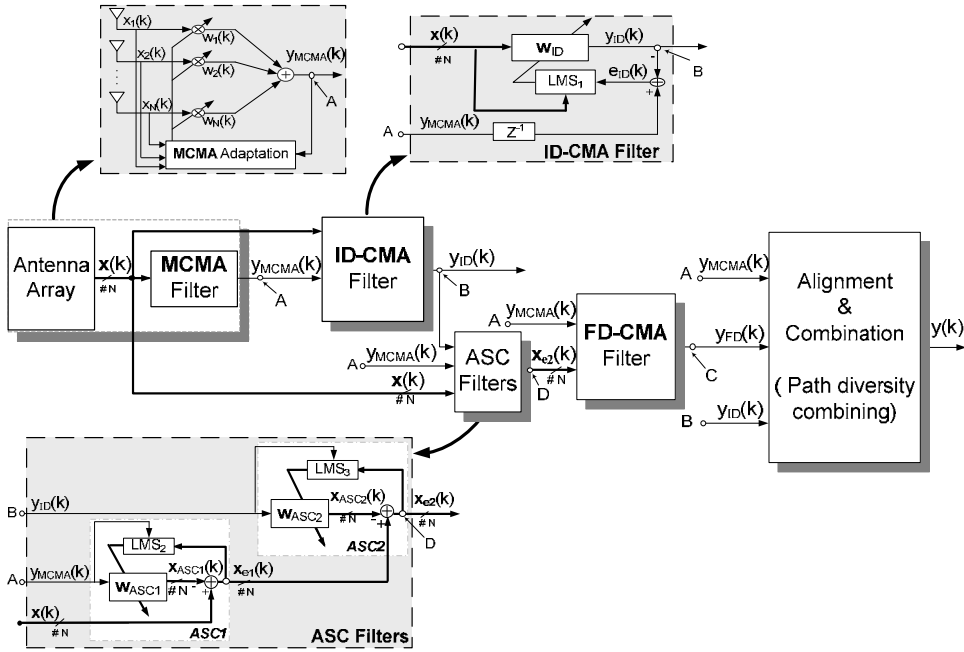 x1(k)
w1(k)
x2(k)
w2(k)
xN(k)
wN(k)
yMCMA(k)
A
MCMA Adaptation
x(k)
#N
wID
yID(k)
B
LMS1
eID(k)
-
+
A
yMCMA(k)
Z-1
ID-CMA Filter
Antenna
Array
x(k)
#N
MCMA
Filter
yMCMA(k)
A
ID-CMA
Filter
yID(k)
B
A
yMCMA(k)
x(k)
#N
ASC
Filters
A
yMCMA(k)
xe2(k)
#N
D
FD-CMA
Filter
yFD(k)
C
A
yMCMA(k)
B
yID(k)
Alignment
&
Combination
( Path diversity
combining)
y(k)
B
yID(k)
LMS3
WASC2
xASC2(k)
#N
-
+
xe2(k)
#N
D
ASC2
A
yMCMA(k)
LMS2
WASC1
xASC1(k)
#N
-
+
xe1(k)
#N
x(k)
#N
ASC1
ASC Filters